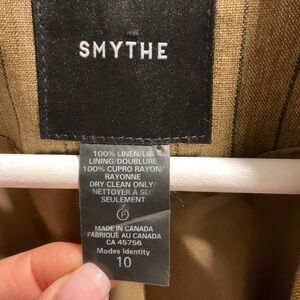 SMYTHE
100% LINEN/LIN
LINING/DOUBLURE
100% CUPRO RAYON/
RAYONNE
DRY CLEAN ONLY/
NETTOYER À SEC
SEULEMENT
P
MADE IN CANADA
FABRIQUE AU CANADA
CA 45756
Modes Identity
10